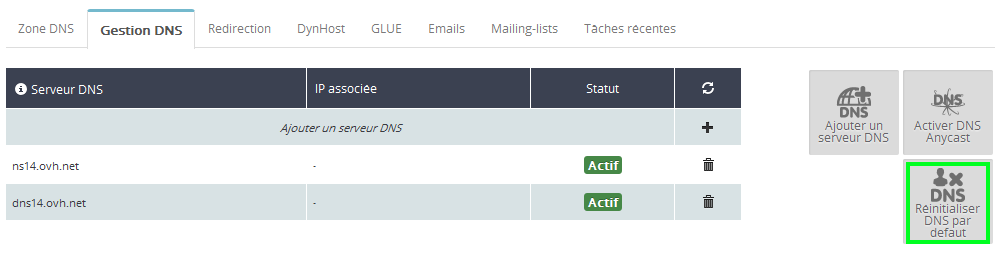 Zone DNS
Gestion DNS
Redirection
DynHost
GLUE
Emails
Mailing-lists
Tâches récentes
Serveur DNS
IP associée
Statut
Ajouter un serveur DNS
ns14.ovh.net
-
Actif
dns14.ovh.net
-
Actif
DNS
Ajouter un
serveur DNS
DNS
Activer DNS
Anycast
DNS
Réinitialiser
DNS par
defaut